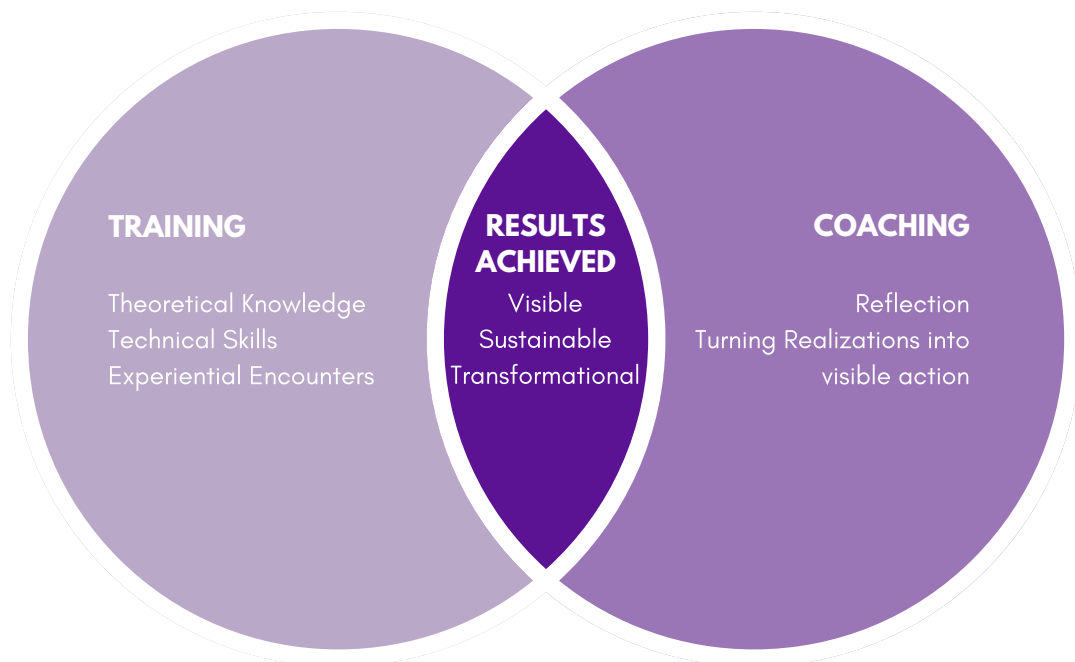 TRAINING
Theoretical Knowledge
Technical Skills
Experiential Encounters
RESULTS
ACHIEVED
Visible
Sustainable
Transformational
COACHING
Reflection
Turning Realizations into
visible action